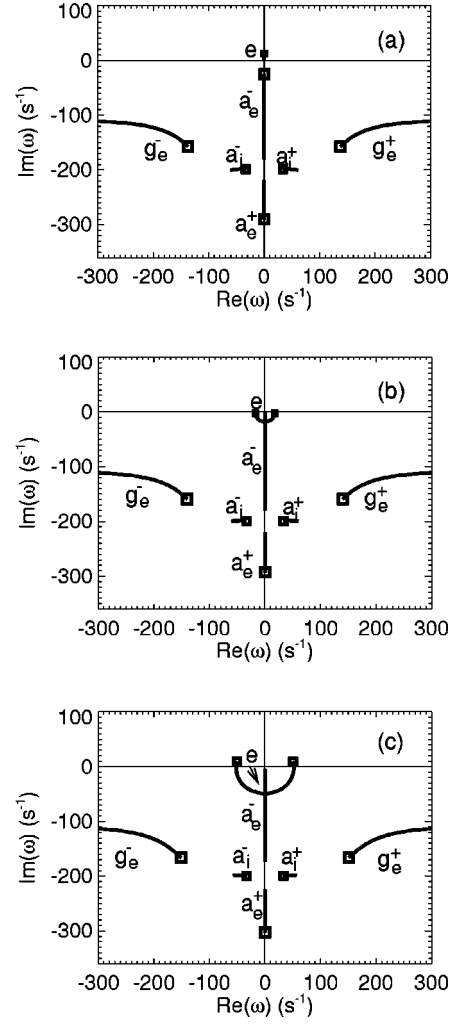 (a)
100
e
0
a⁻ₑ
-100
g⁻ₑ
a⁻ᵢ
a⁺ᵢ
g⁺ₑ
-200
a⁺ₑ
-300
Im(ω) (s⁻¹)
-300 -200 -100 0 100 200 300
Re(ω) (s⁻¹)
(b)
100
e
0
a⁻ₑ
-100
g⁻ₑ
a⁻ᵢ
a⁺ᵢ
g⁺ₑ
-200
a⁺ₑ
-300
Im(ω) (s⁻¹)
-300 -200 -100 0 100 200 300
Re(ω) (s⁻¹)
(c)
100
e
0
a⁻ₑ
-100
g⁻ₑ
a⁻ᵢ
a⁺ᵢ
g⁺ₑ
-200
a⁺ₑ
-300
Im(ω) (s⁻¹)
-300 -200 -100 0 100 200 300
Re(ω) (s⁻¹)